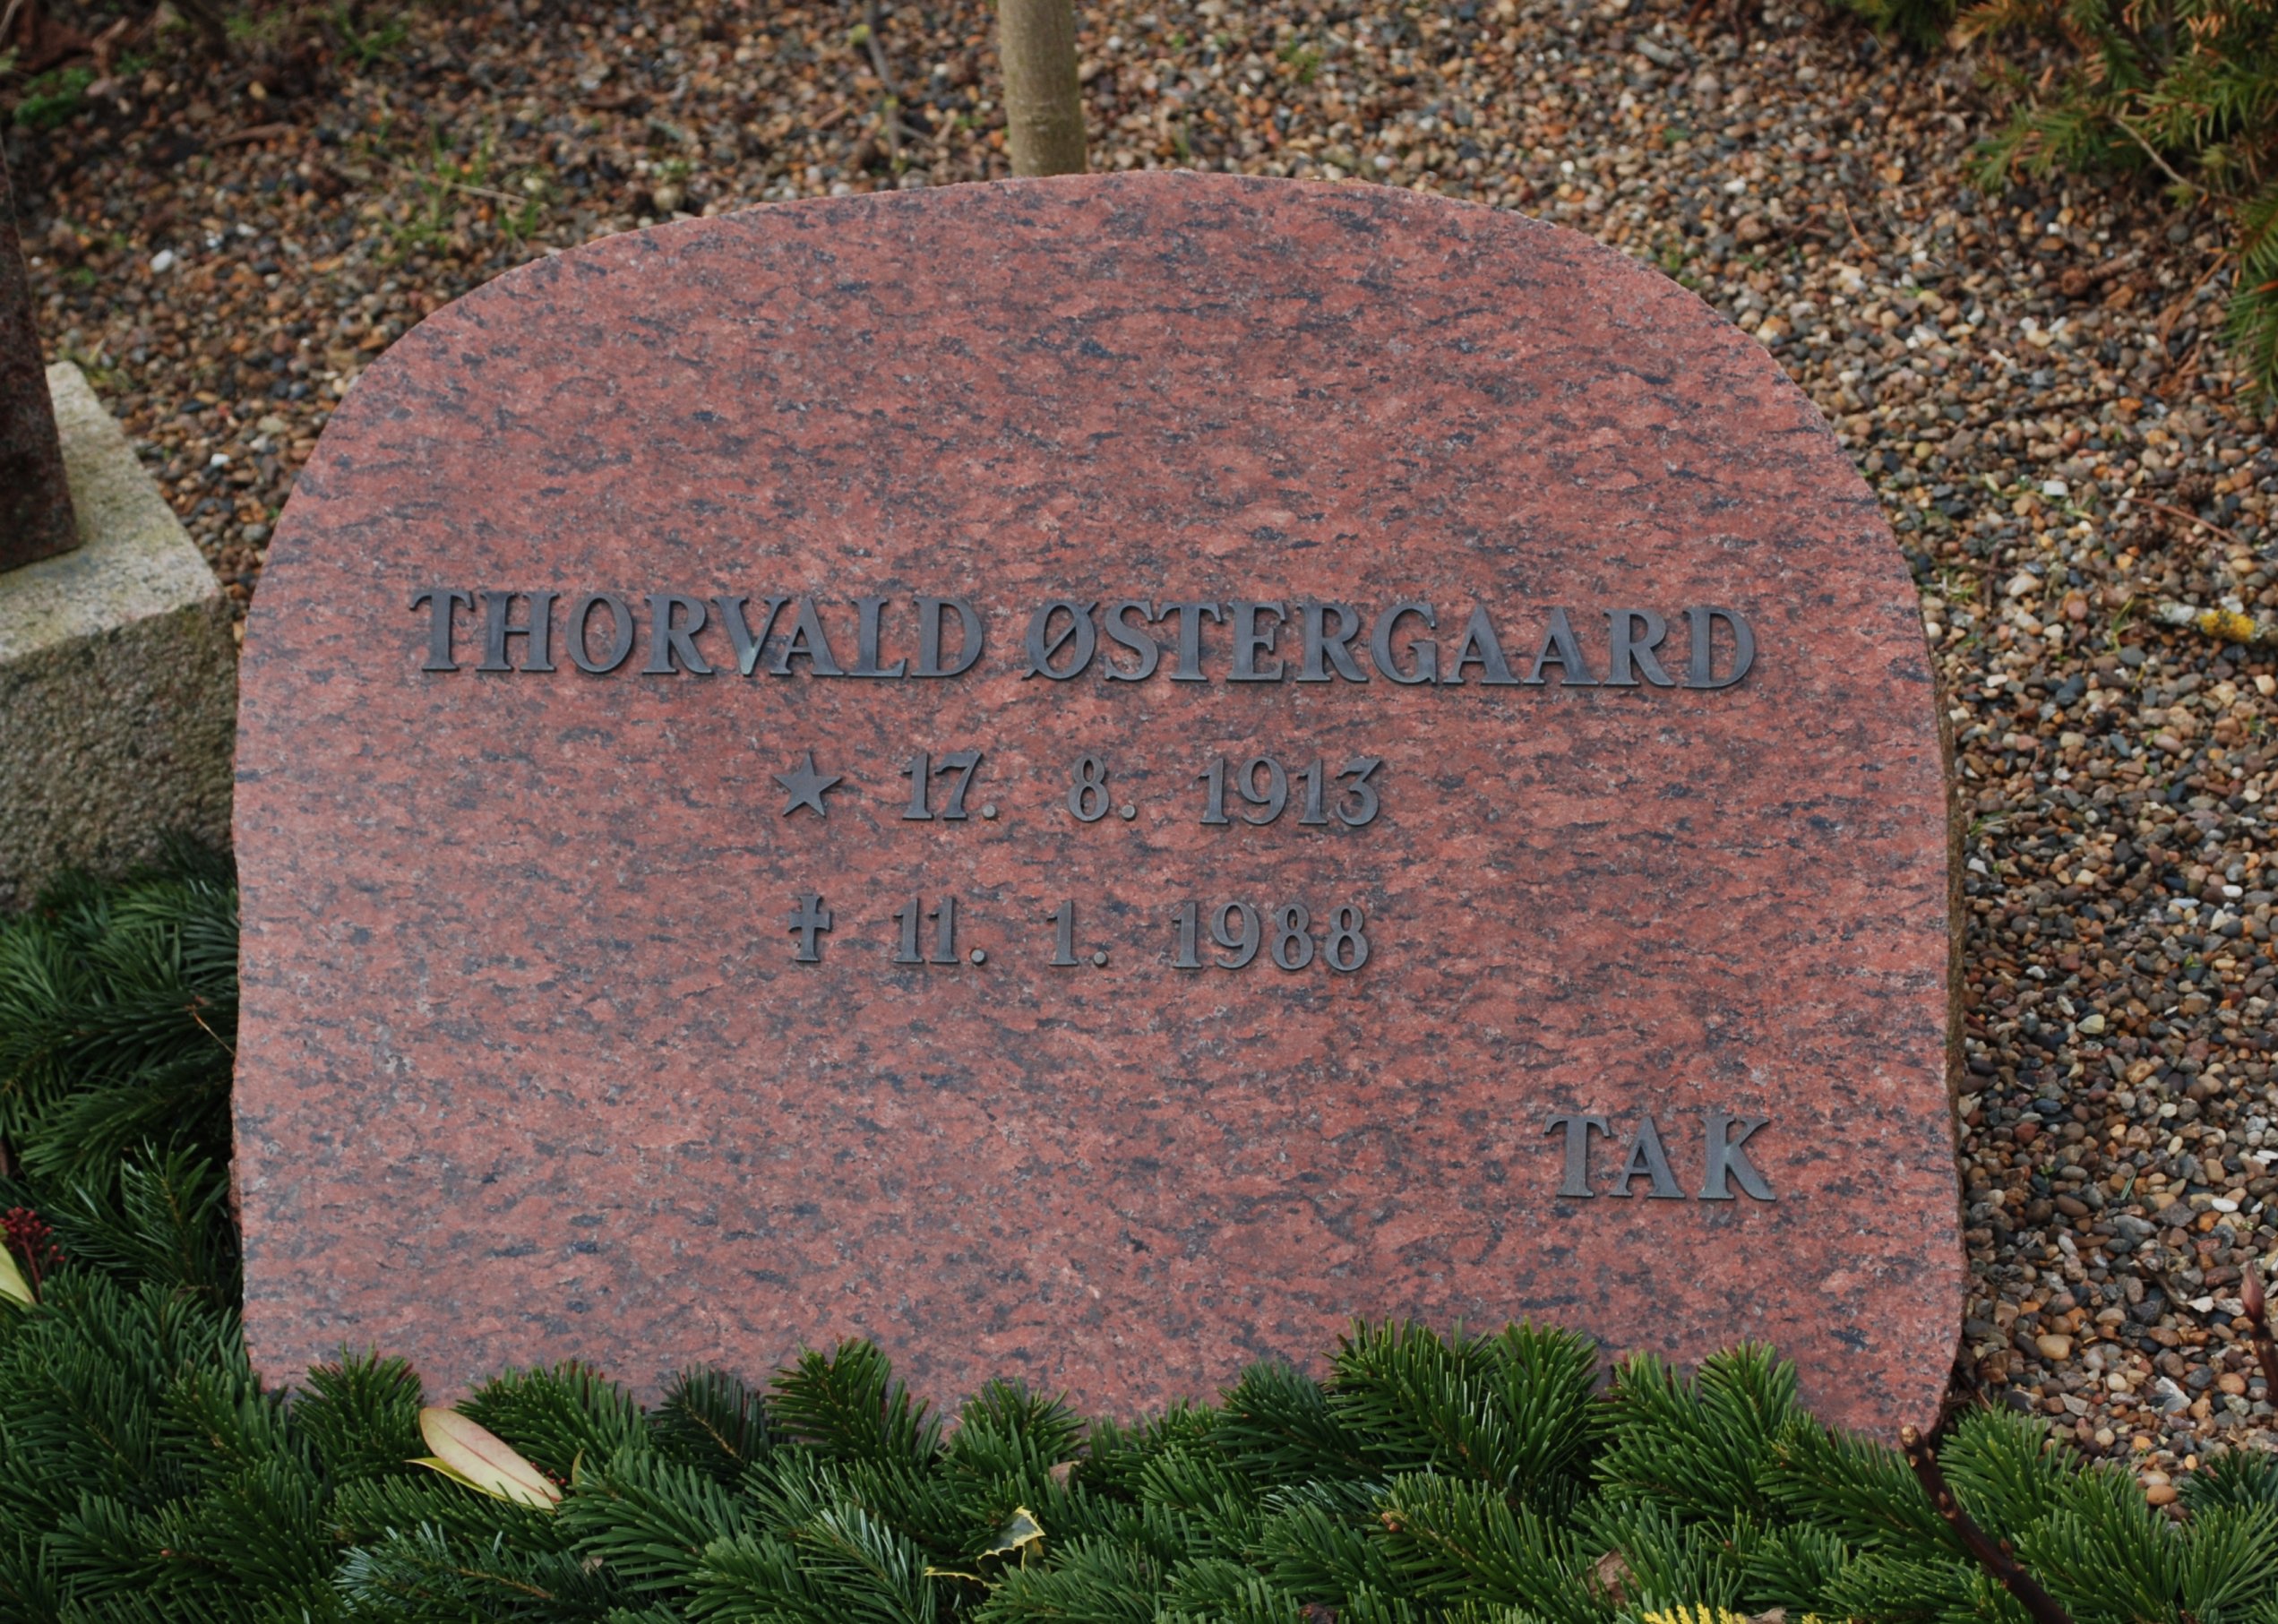 THORVALD ØSTERGAARD
★ 17. 8. 1913
✝ 11. 1. 1988
TAK